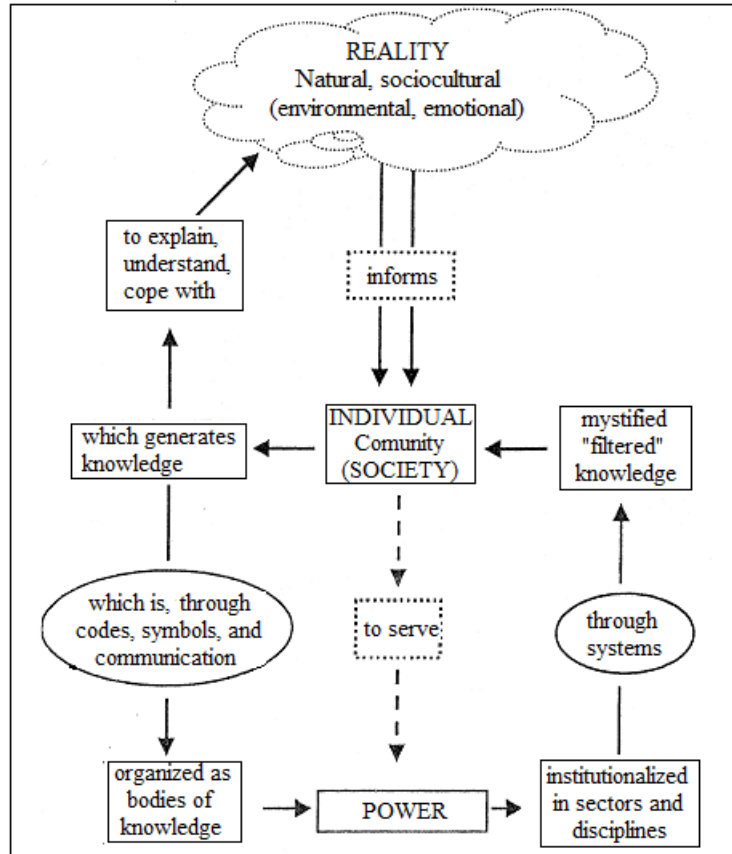 REALITY
Natural, sociocultural
(environmental, emotional)
to explain,
understand,
cope with
informs
which generates
knowledge
INDIVIDUAL
Comunity
(SOCIETY)
mystified
"filtered"
knowledge
which is, through
codes, symbols, and
communication
to serve
through
systems
organized as
bodies of
knowledge
POWER
institutionalized
in sectors and
disciplines